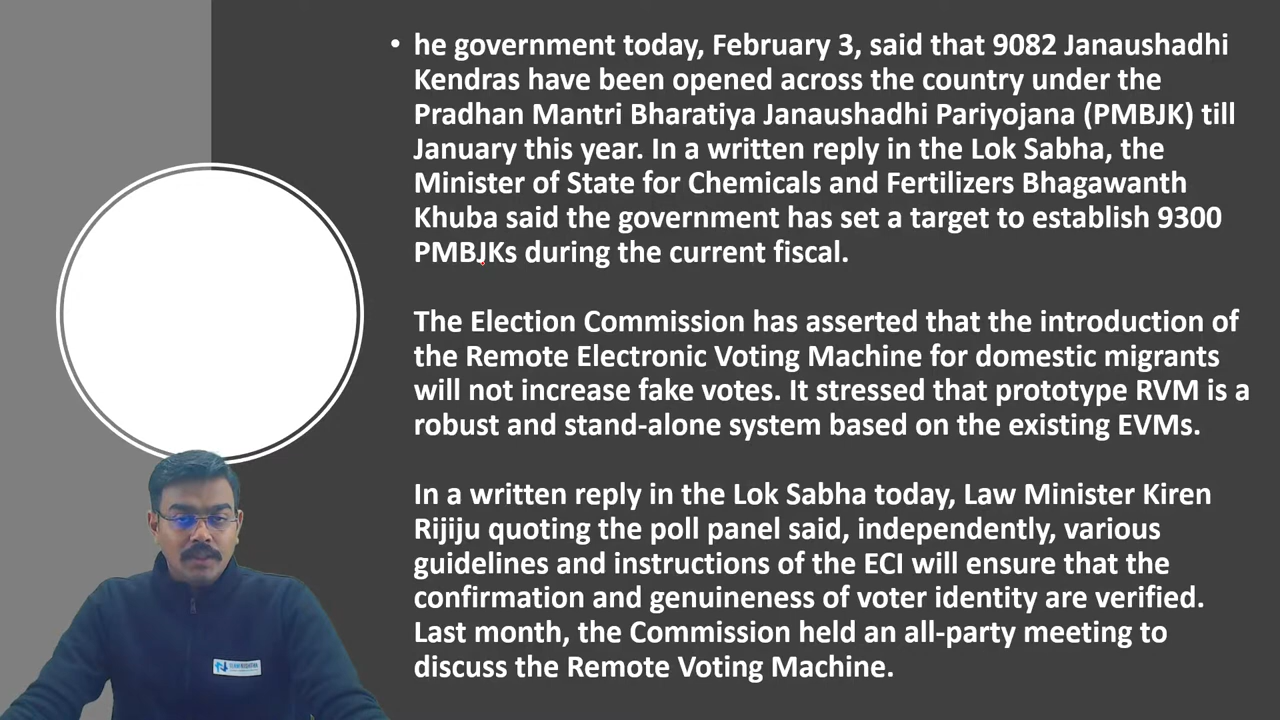 • he government today, February 3, said that 9082 Janaushadhi
Kendras have been opened across the country under the
Pradhan Mantri Bharatiya Janaushadhi Pariyojana (PMBJK) till
January this year. In a written reply in the Lok Sabha, the
Minister of State for Chemicals and Fertilizers Bhagawanth
Khuba said the government has set a target to establish 9300
PMBJKs during the current fiscal.
The Election Commission has asserted that the introduction of
the Remote Electronic Voting Machine for domestic migrants
will not increase fake votes. It stressed that prototype RVM is a
robust and stand-alone system based on the existing EVMs.
In a written reply in the Lok Sabha today, Law Minister Kiren
Rijiju quoting the poll panel said, independently, various
guidelines and instructions of the ECI will ensure that the
confirmation and genuineness of voter identity are verified.
Last month, the Commission held an all-party meeting to
discuss the Remote Voting Machine.